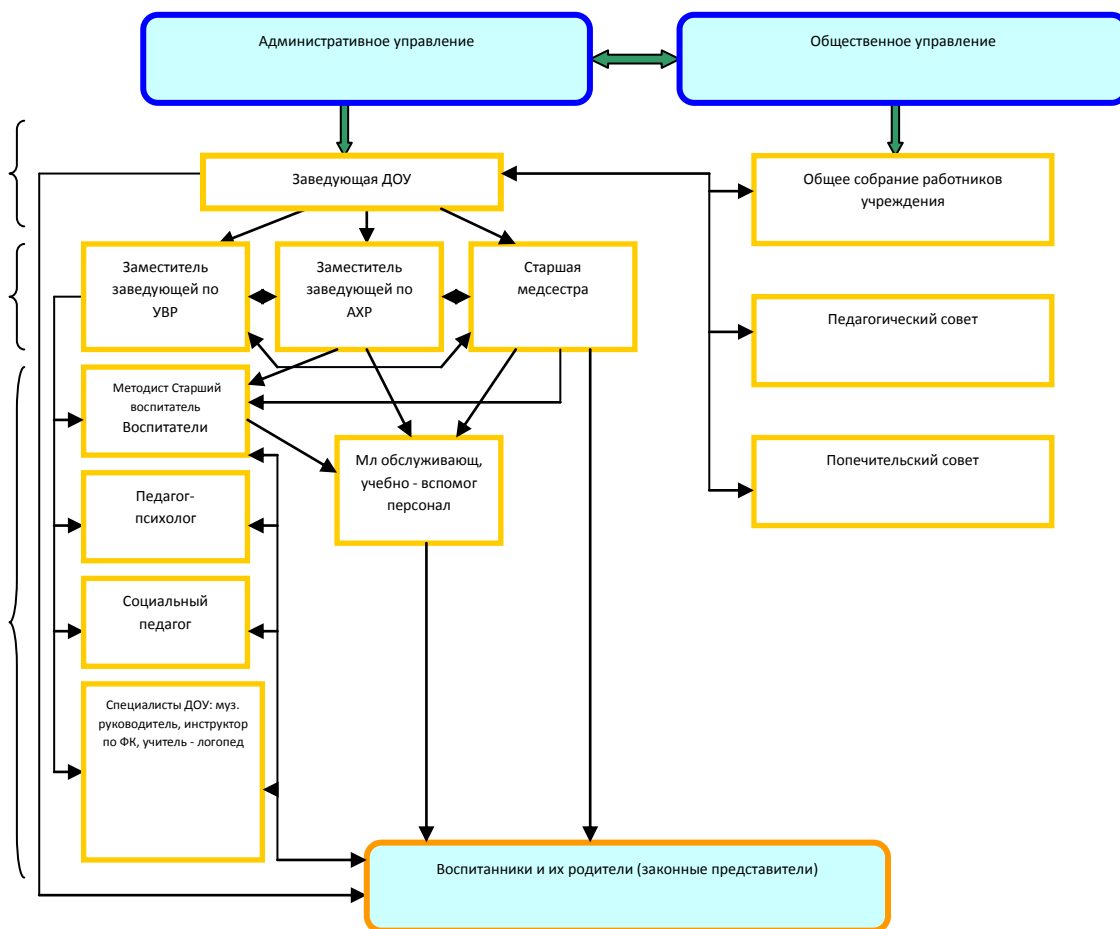 Административное управление
Общественное управление
Заведующая ДОУ
Общее собрание работников
учреждения
Заместитель
заведующей по
УВР
Заместитель
заведующей по
АХР
Старшая
медсестра
Педагогический совет
Методист Старший
воспитатель
Воспитатели
Мл обслуживающ,
учебно - вспомог
персонал
Попечительский совет
Педагог-
психолог
Социальный
педагог
Специалисты ДОУ: муз.
руководитель, инструктор
по ФК, учитель - логопед
Воспитанники и их родители (законные представители)